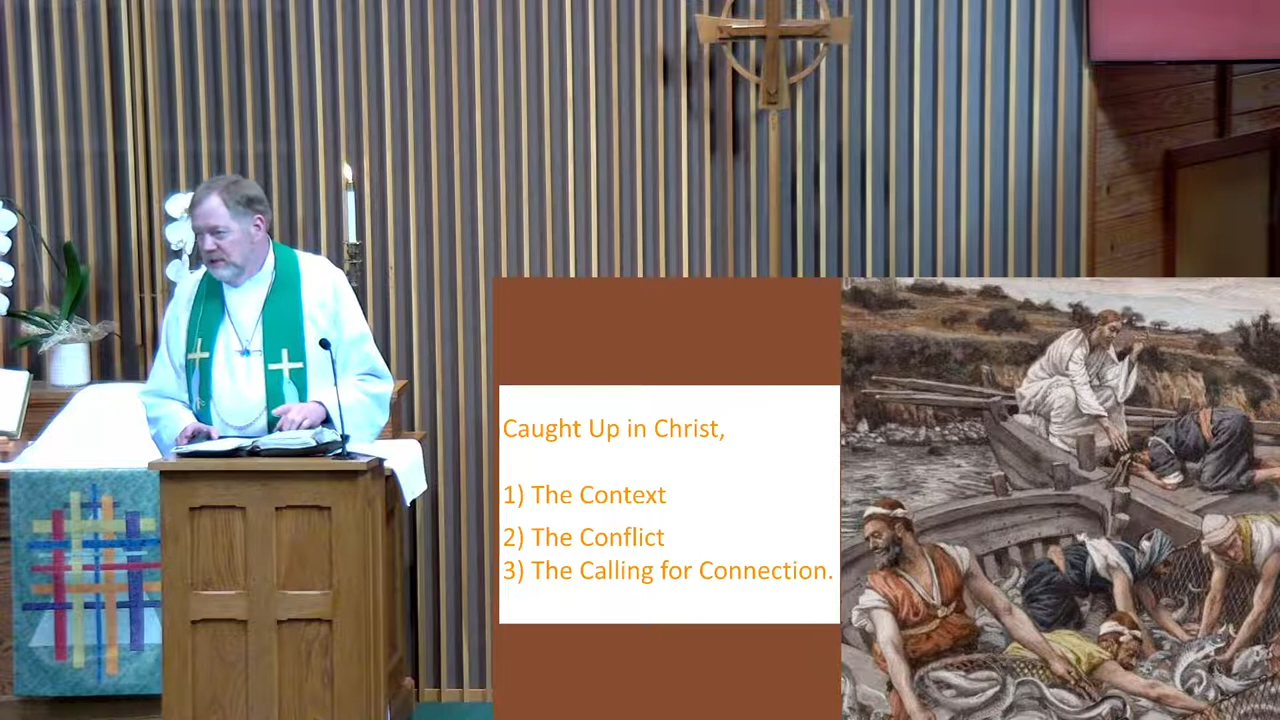 Caught Up in Christ,
1) The Context
2) The Conflict
3) The Calling for Connection.